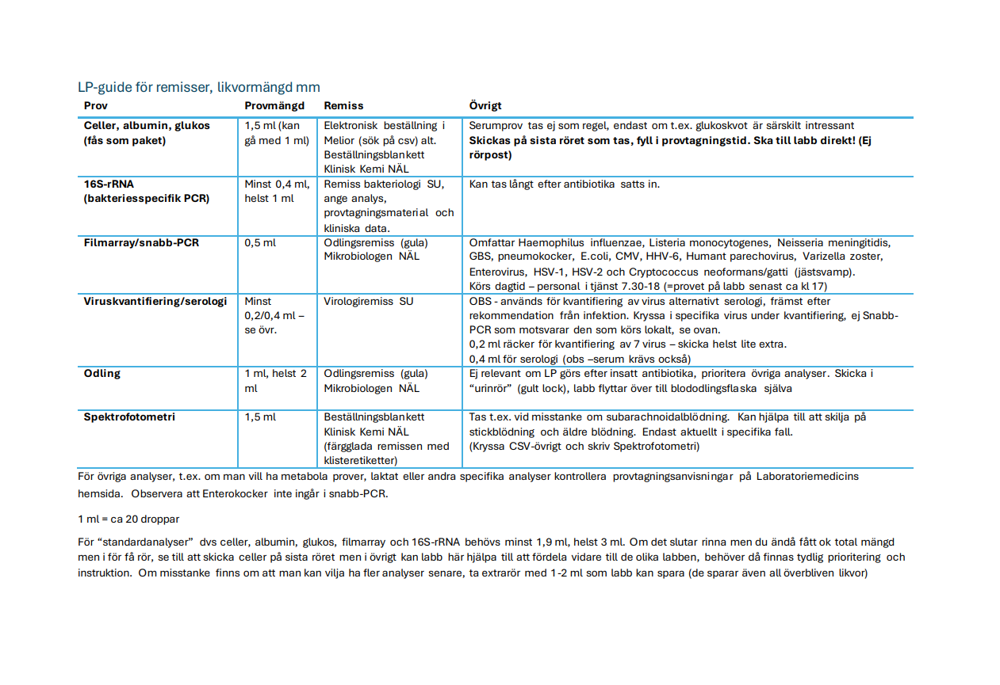 LP-guide för remisser, likvormängd mm
Prov Provmängd Remiss Övrigt
Celler, albumin, glukos
(fås som paket)
1,5 ml (kan
gå med 1 ml)
Elektronisk beställning i
Melior (sök på csv) alt.
Beställningsblankett
Klinisk Kemi NÄL
Serumprov tas ej som regel, endast om t.ex. glukoskvot är särskilt intressant
Skickas på sista röret som tas, fyll i provtagningstid. Ska till labb direkt! (Ej
rörpost)
16S-rRNA
(bakteriesspecifik PCR)
Minst 0,4 ml,
helst 1 ml
Remiss bakteriologi SU,
ange analys,
provtagningsmaterial och
kliniska data.
Kan tas långt efter antibiotika satts in.
Filmarray/snabb-PCR
0,5 ml
Odlingsremiss (gula)
Mikrobiologen NÄL
Omfattar Haemophilus influenzae, Listeria monocytogenes, Neisseria meningitidis,
GBS, pneumokocker, E.coli, CMV, HHV-6, Humant parechovirus, Varizella zoster,
Enterovirus, HSV-1, HSV-2 och Cryptococcus neoformans/gatti (jästsvamp).
Körs dagtid – personal i tjänst 7.30-18 (=provet på labb senast ca kl 17)
Viruskvantifiering/serologi
Minst
0,2/0,4 ml –
se övr.
Virologiremiss SU
OBS - används för kvantifiering av virus alternativt serologi, främst efter
rekommendation från infektion. Kryssa i specifika virus under kvantifiering, ej Snabb-
PCR som motsvarar den som körs lokalt, se ovan.
0,2 ml räcker för kvantifiering av 7 virus – skicka helst lite extra.
0,4 ml för serologi (obs –serum krävs också)
Odling
1 ml, helst 2
ml
Odlingsremiss (gula)
Mikrobiologen NÄL
Ej relevant om LP görs efter insatt antibiotika, prioritera övriga analyser. Skicka i
“urinrör” (gult lock), labb flyttar över till blododlingsflaska själva
Spektrofotometri
1,5 ml
Beställningsblankett
Klinisk Kemi NÄL
(färgglada remissen med
klisteretiketter)
Tas t.ex. vid misstanke om subarachnoidalblödning. Kan hjälpa till att skilja på
stickblödning och äldre blödning. Endast aktuellt i specifika fall.
(Kryssa CSV-övrigt och skriv Spektrofotometri)
För övriga analyser, t.ex. om man vill ha metabola prover, laktat eller andra specifika analyser kontrollera provtagningsanvisningar på Laboratoriemedicins
hemsida. Observera att Enterokocker inte ingår i snabb-PCR.
1 ml = ca 20 droppar
För “standardanalyser” dvs celler, albumin, glukos, filmarray och 16S-rRNA behövs minst 1,9 ml, helst 3 ml. Om det slutar rinna men du ändå fått ok total mängd
men i för få rör, se till att skicka celler på sista röret men i övrigt kan labb här hjälpa till att fördela vidare till de olika labben, behöver då finnas tydlig prioritering och
instruktion. Om misstanke finns om att man kan vilja ha fler analyser senare, ta extrarör med 1-2 ml som labb kan spara (de sparar även all överbliven likvor)